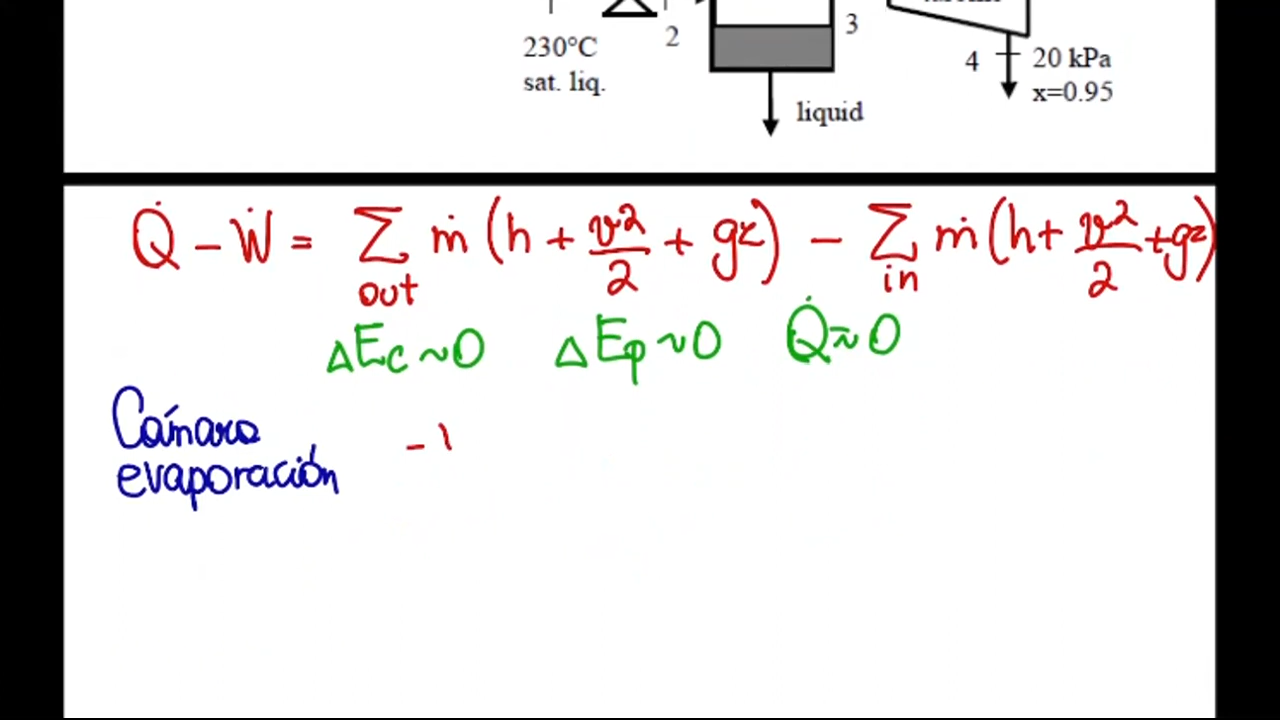 3
230°C 2
4 20 kPa
sat. liq.
x=0.95
liquid
Q̇ - Ẇ = Σ out ṁ (h + v²/2 + gz) - Σ in ṁ (h + v²/2 + gz)
ΔEc ~ 0 ΔEp ~ 0 Q̇ ≈ 0
Cámara
evaporación